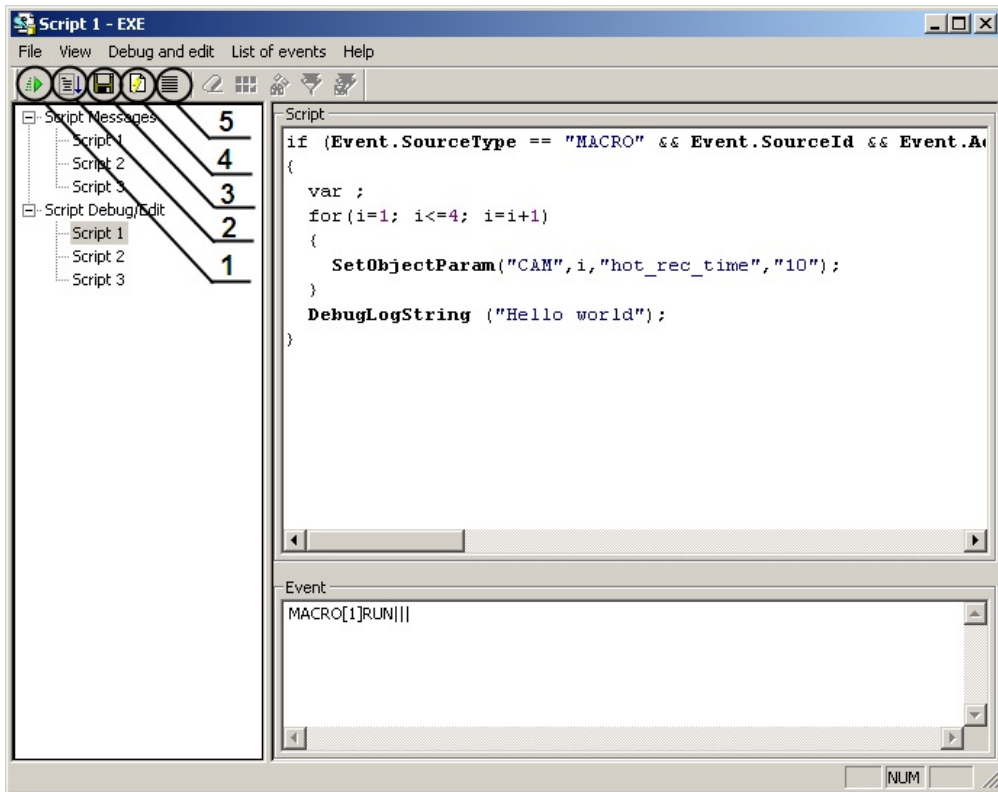 Script 1 - EXE
File View Debug and edit List of events Help
Script Messages
Script 1
Script 2
Script 3
Script Debug/Edit
Script 1
Script 2
Script 3
5
4
3
2
1
Script
if (Event.SourceType == "MACRO" && Event.SourceId && Event.A
{
var ;
for(i=1; i<=4; i=i+1)
{
SetObjectParam("CAM",i,"hot_rec_time","10");
}
DebugLogString ("Hello world");
}
Event
MACRO[1]RUN|||
NUM